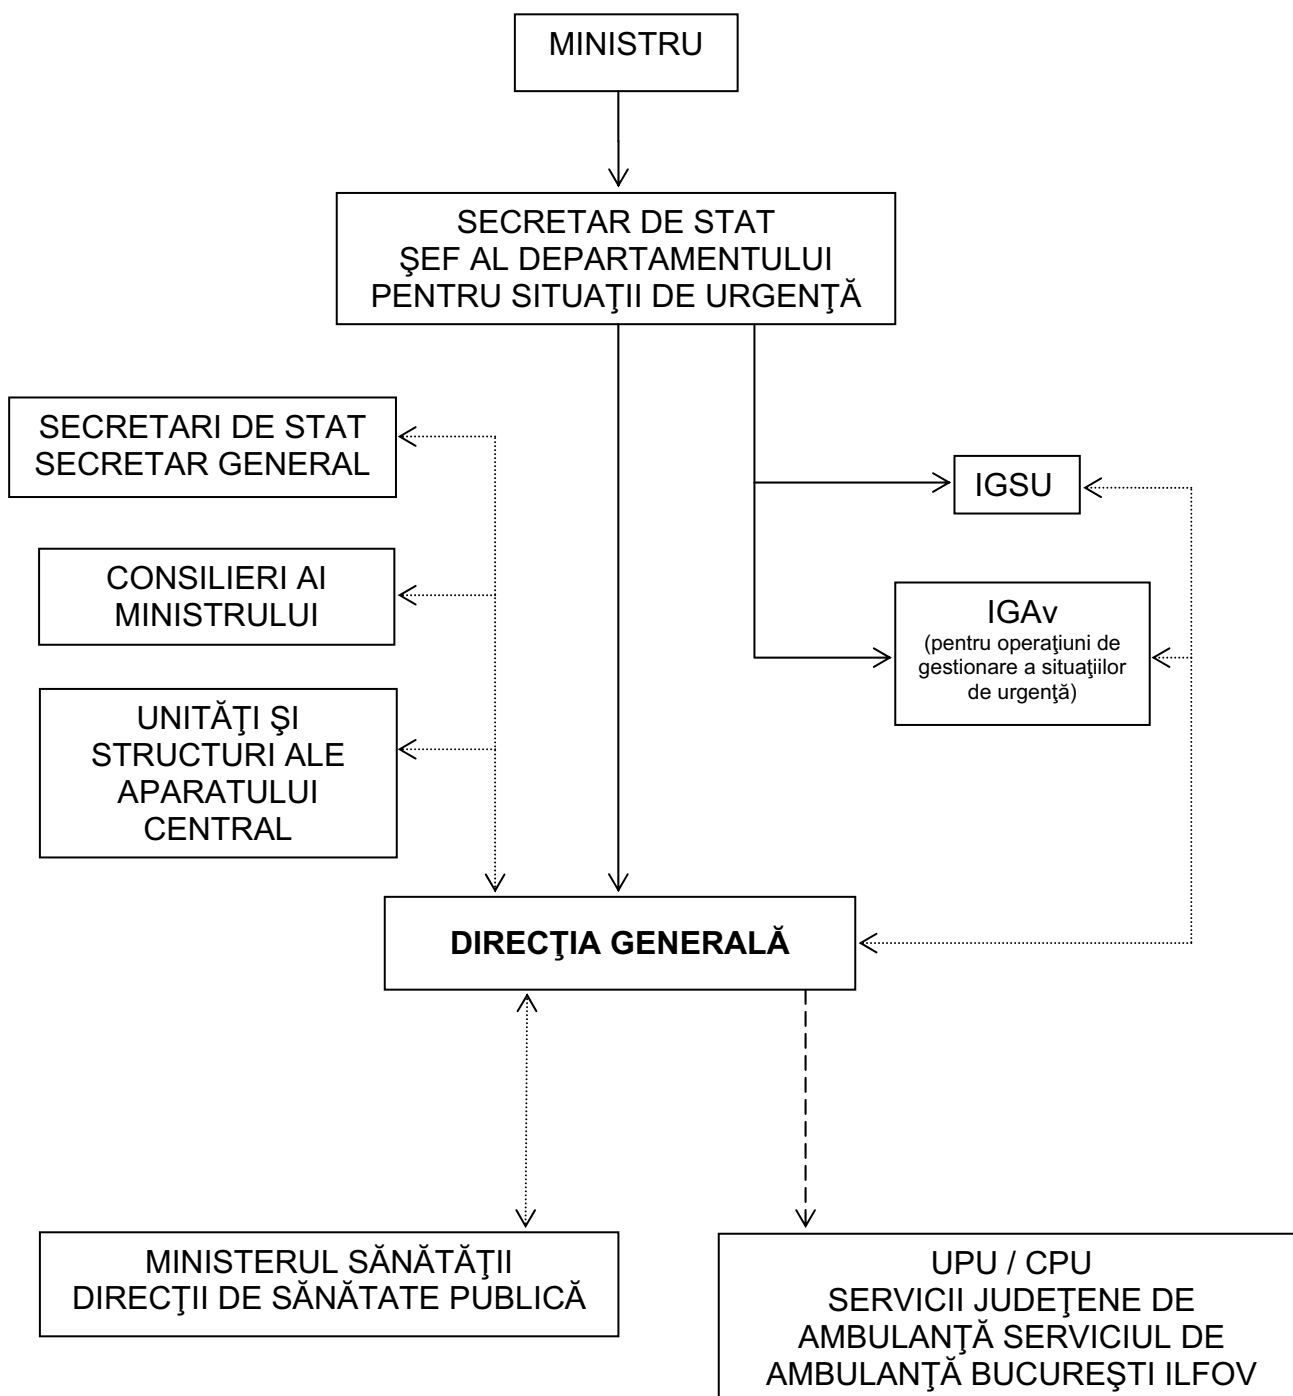 MINISTRU
SECRETAR DE STAT
ŞEF AL DEPARTAMENTULUI
PENTRU SITUAŢII DE URGENŢĂ
SECRETARI DE STAT
SECRETAR GENERAL
IGSU
CONSILIERI AI
MINISTRULUI
IGAv
(pentru operaţiuni de
gestionare a situaţiilor
de urgenţă)
UNITĂŢI ŞI
STRUCTURI ALE
APARATULUI
CENTRAL
DIRECŢIA GENERALĂ
MINISTERUL SĂNĂTĂŢII
DIRECŢII DE SĂNĂTATE PUBLICĂ
UPU / CPU
SERVICII JUDEŢENE DE
AMBULANŢĂ SERVICIUL DE
AMBULANŢĂ BUCUREŞTI ILFOV